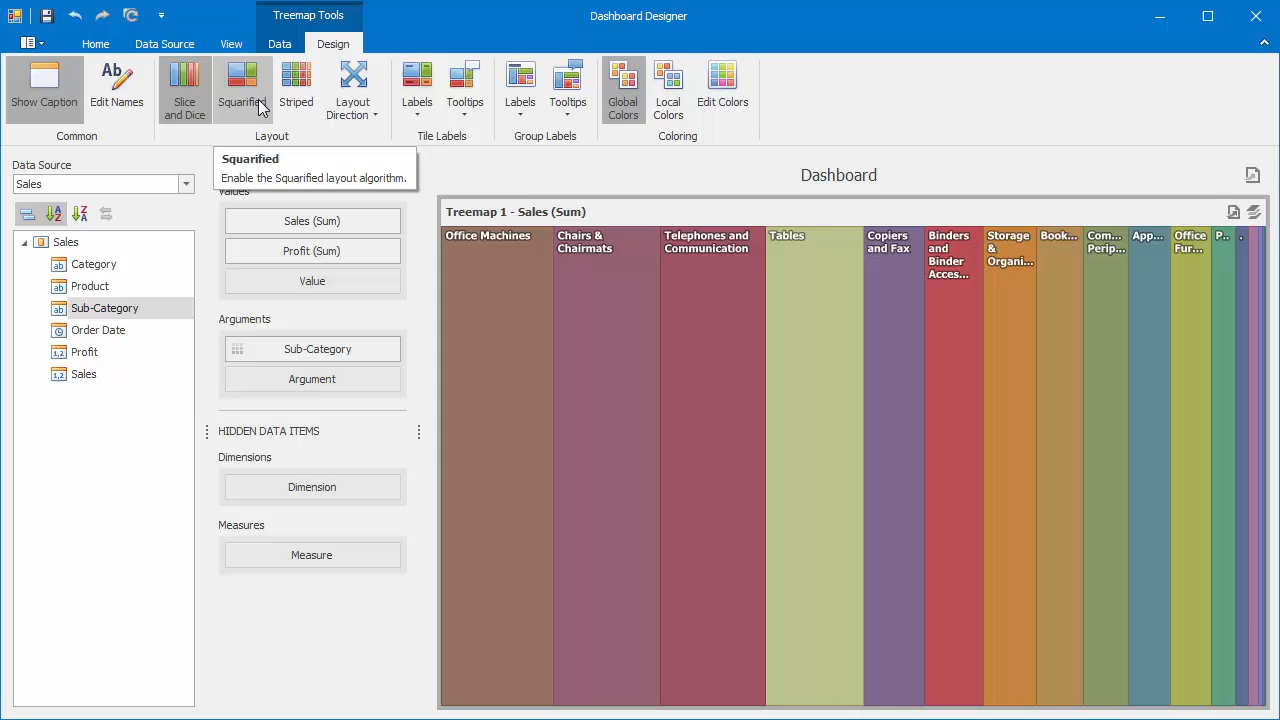 Treemap Tools
Dashboard Designer
Home
Data Source
View
Data
Design
Show Caption
Edit Names
Slice
and Dice
Squarified
Striped
Layout
Direction
Labels
Tooltips
Labels
Tooltips
Global
Colors
Local
Colors
Edit Colors
Common
Layout
Tile Labels
Group Labels
Coloring
Squarified
Enable the Squarified layout algorithm.
Data Source
Sales
Sales
Category
Product
Sub-Category
Order Date
Profit
Sales
Values
Sales (Sum)
Profit (Sum)
Value
Arguments
Sub-Category
Argument
HIDDEN DATA ITEMS
Dimensions
Dimension
Measures
Measure
Dashboard
Treemap 1 - Sales (Sum)
Office Machines
Chairs &
Chairmats
Telephones and
Communication
Tables
Copiers
and Fax
Binders
and
Binder
Acces...
Storage
&
Organi...
Book...
Com...
Perip...
App...
Office
Fur...
P..
.